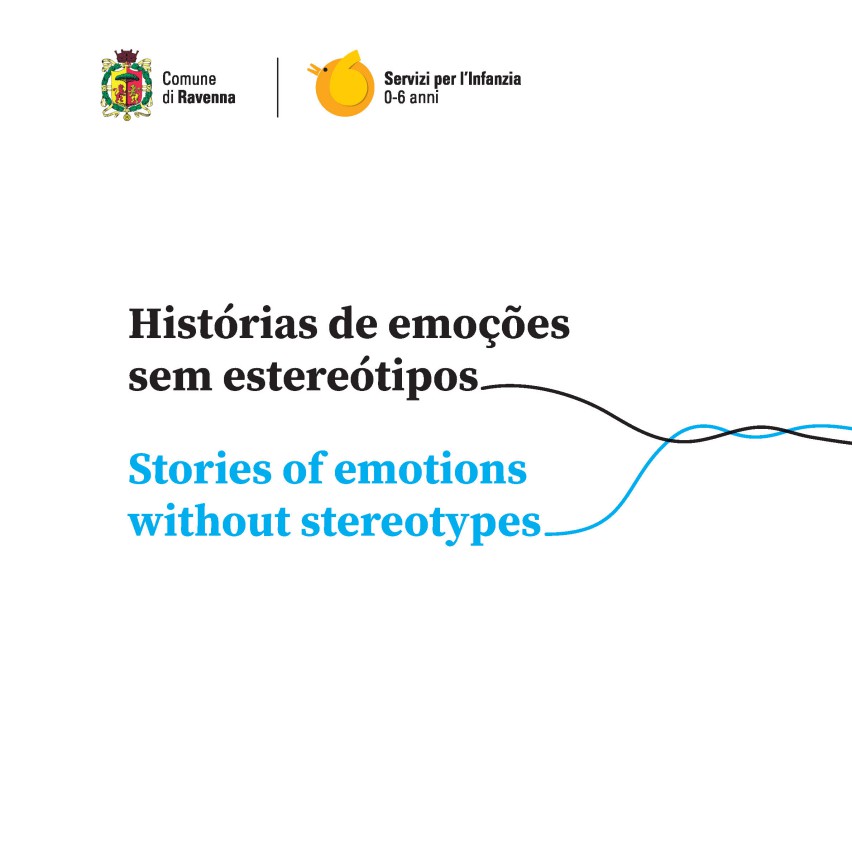 Comune
di Ravenna
Servizi per l'Infanzia
0-6 anni
Histórias de emoções
sem estereótipos
Stories of emotions
without stereotypes